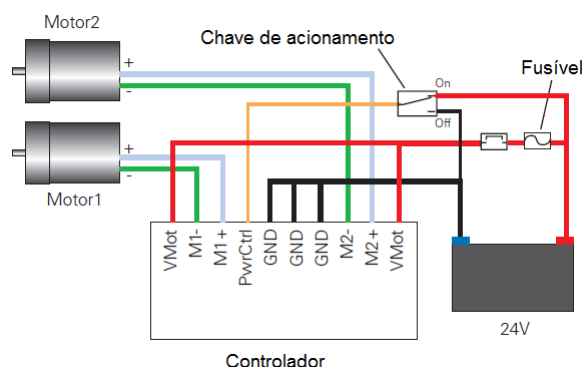 Motor2
Chave de acionamento
On
Fusível
+
-
Off
+
-
Motor1
VMot
M1-
M1+
PwrCtrl
GND
GND
GND
M2-
M2+
VMot
24V
Controlador